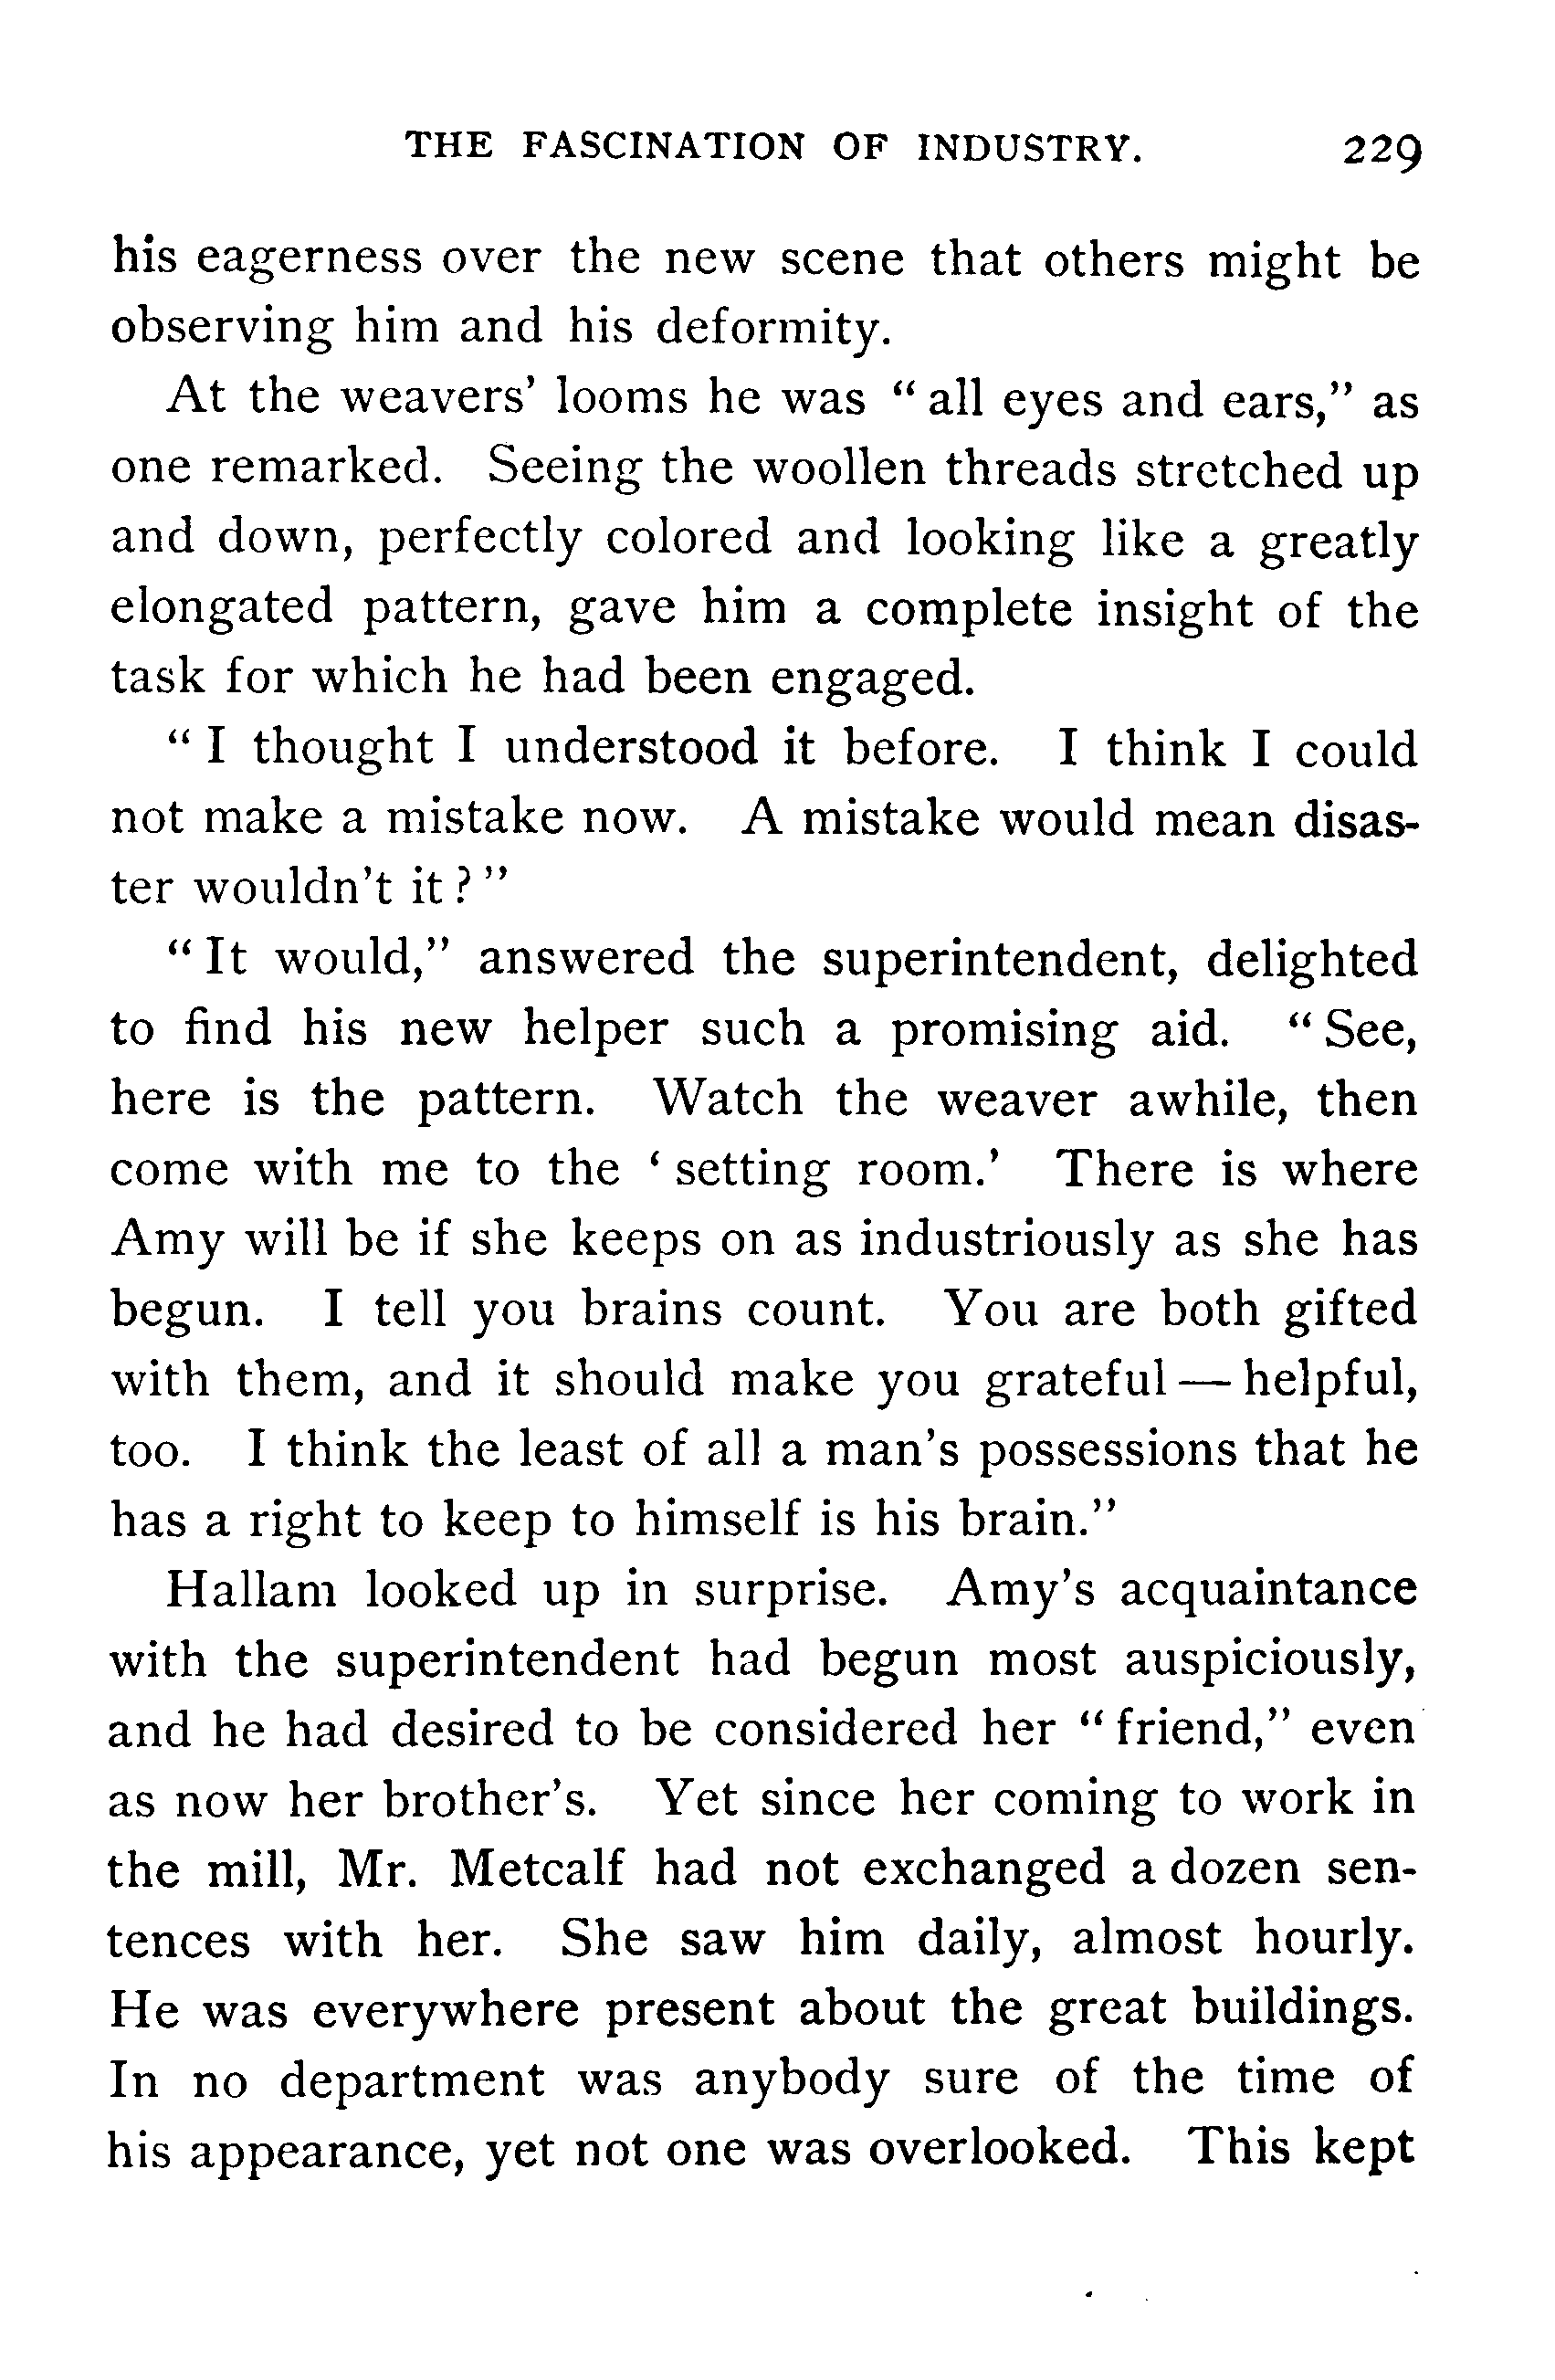 THE FASCINATION OF INDUSTRY. 229
his eagerness over the new scene that others might be
observing him and his deformity.
At the weavers' looms he was “all eyes and ears,” as
one remarked. Seeing the woollen threads stretched up
and down, perfectly colored and looking like a greatly
elongated pattern, gave him a complete insight of the
task for which he had been engaged.
“I thought I understood it before. I think I could
not make a mistake now. A mistake would mean disas-
ter wouldn't it?”
“It would,” answered the superintendent, delighted
to find his new helper such a promising aid. “See,
here is the pattern. Watch the weaver awhile, then
come with me to the ‘setting room.’ There is where
Amy will be if she keeps on as industriously as she has
begun. I tell you brains count. You are both gifted
with them, and it should make you grateful — helpful,
too. I think the least of all a man's possessions that he
has a right to keep to himself is his brain.”
Hallam looked up in surprise. Amy's acquaintance
with the superintendent had begun most auspiciously,
and he had desired to be considered her “friend,” even
as now her brother's. Yet since her coming to work in
the mill, Mr. Metcalf had not exchanged a dozen sen-
tences with her. She saw him daily, almost hourly.
He was everywhere present about the great buildings.
In no department was anybody sure of the time of
his appearance, yet not one was overlooked. This kept